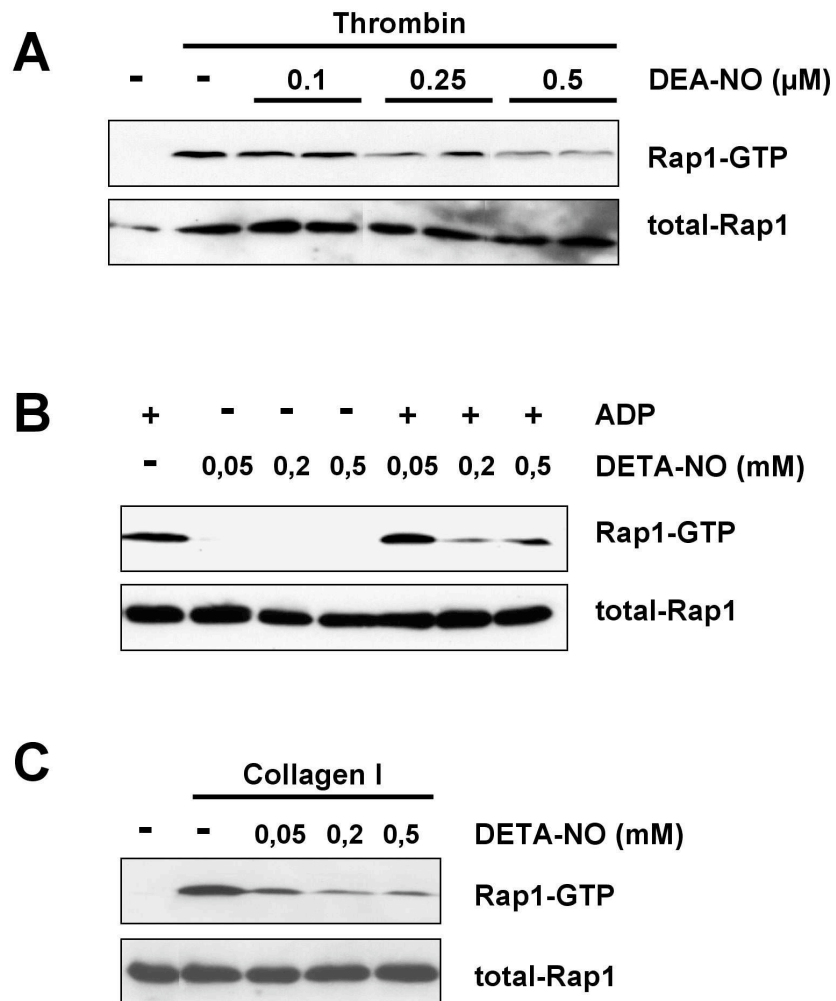 A
Thrombin
- - 0.1 0.25 0.5 DEA-NO (µM)
Rap1-GTP
total-Rap1
B
+ - - - + + + ADP
- 0,05 0,2 0,5 0,05 0,2 0,5 DETA-NO (mM)
Rap1-GTP
total-Rap1
C
Collagen I
- - 0,05 0,2 0,5 DETA-NO (mM)
Rap1-GTP
total-Rap1